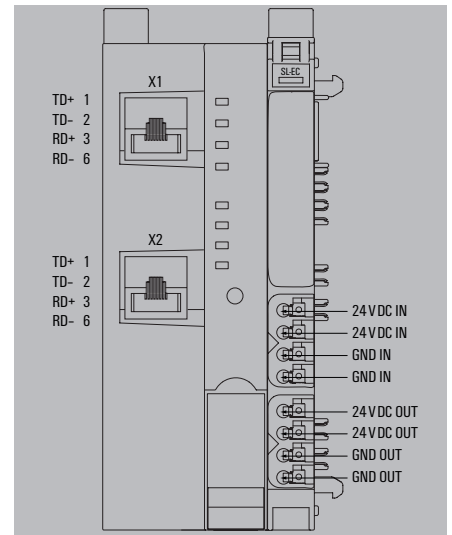 SL-EC
X1
TD+ 1
TD- 2
RD+ 3
RD- 6
X2
TD+ 1
TD- 2
RD+ 3
RD- 6
24 V DC IN
24 V DC IN
GND IN
GND IN
24 V DC OUT
24 V DC OUT
GND OUT
GND OUT